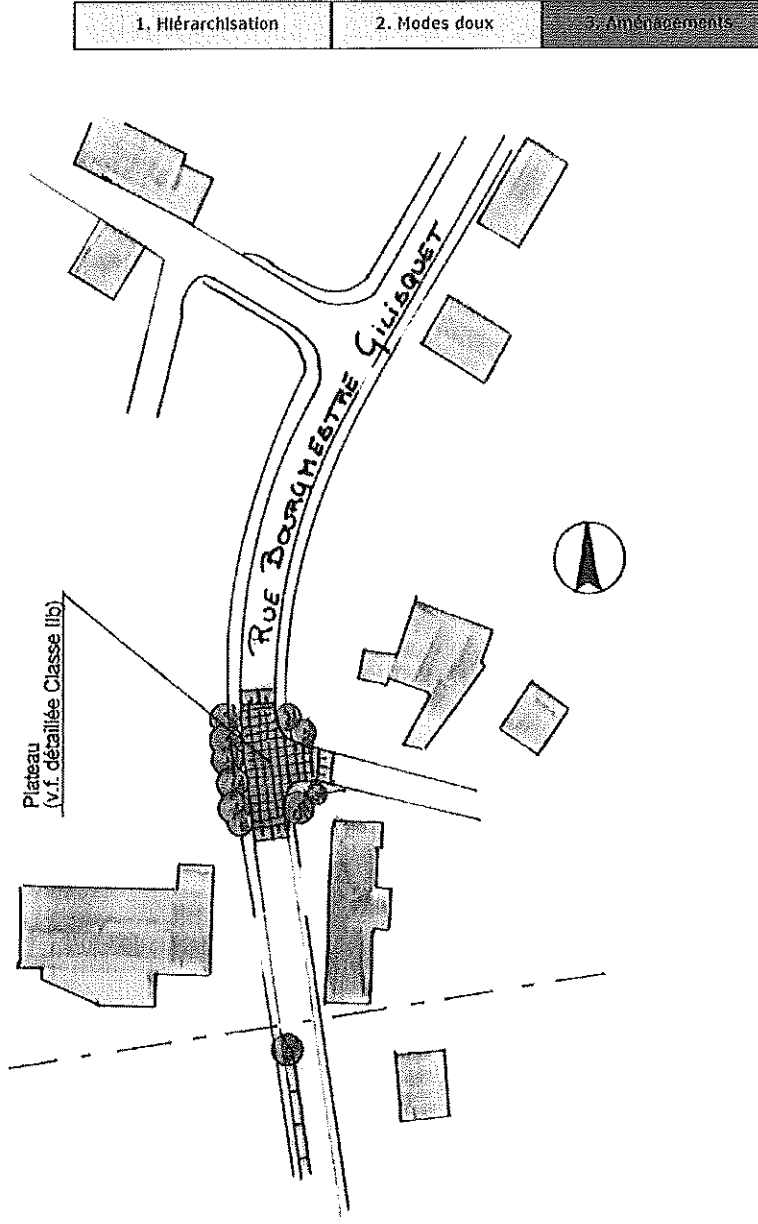 1. Hiérarchisation
2. Modes doux
3. Aménagements
Plateau
(v.f. détaillée Classe IIb)
RUE BOURGMESTRE GILISQUET